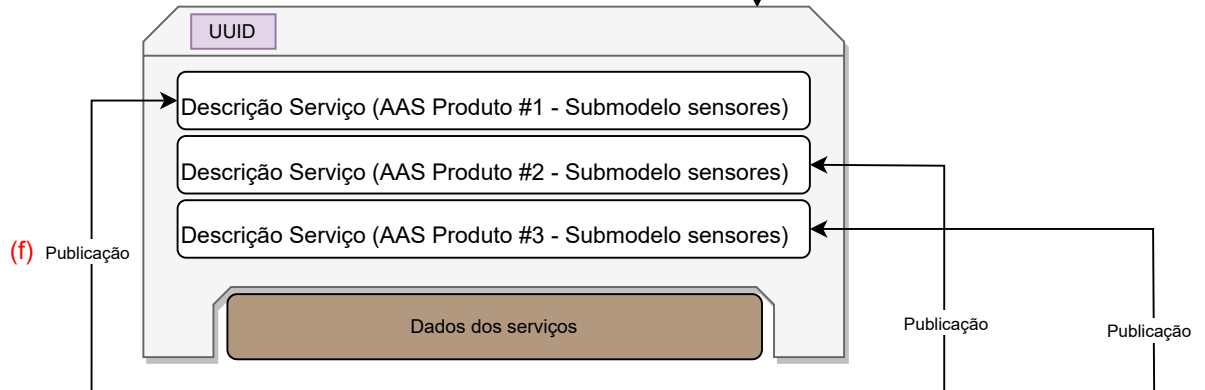 UUID
Descrição Serviço (AAS Produto #1 - Submodelo sensores)
Descrição Serviço (AAS Produto #2 - Submodelo sensores)
Descrição Serviço (AAS Produto #3 - Submodelo sensores)
(f) Publicação
Dados dos serviços
Publicação
Publicação